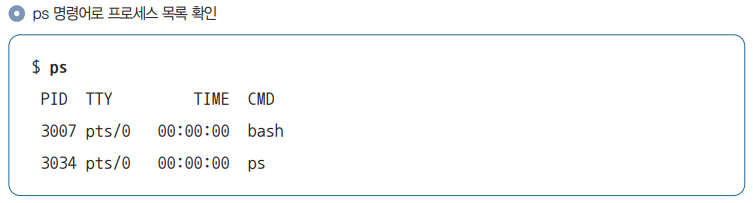 ps 명령어로 프로세스 목록 확인
$ ps
PID TTY TIME CMD
3007 pts/0 00:00:00 bash
3034 pts/0 00:00:00 ps